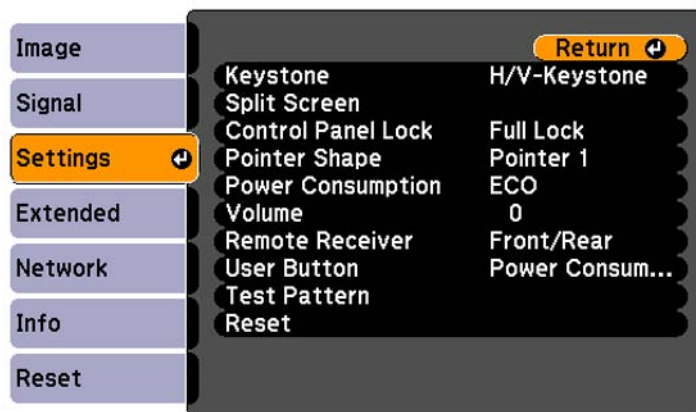 Image
Signal
Settings
Extended
Network
Info
Reset
Return
Keystone H/V-Keystone
Split Screen
Control Panel Lock Full Lock
Pointer Shape Pointer 1
Power Consumption ECO
Volume 0
Remote Receiver Front/Rear
User Button Power Consum...
Test Pattern
Reset